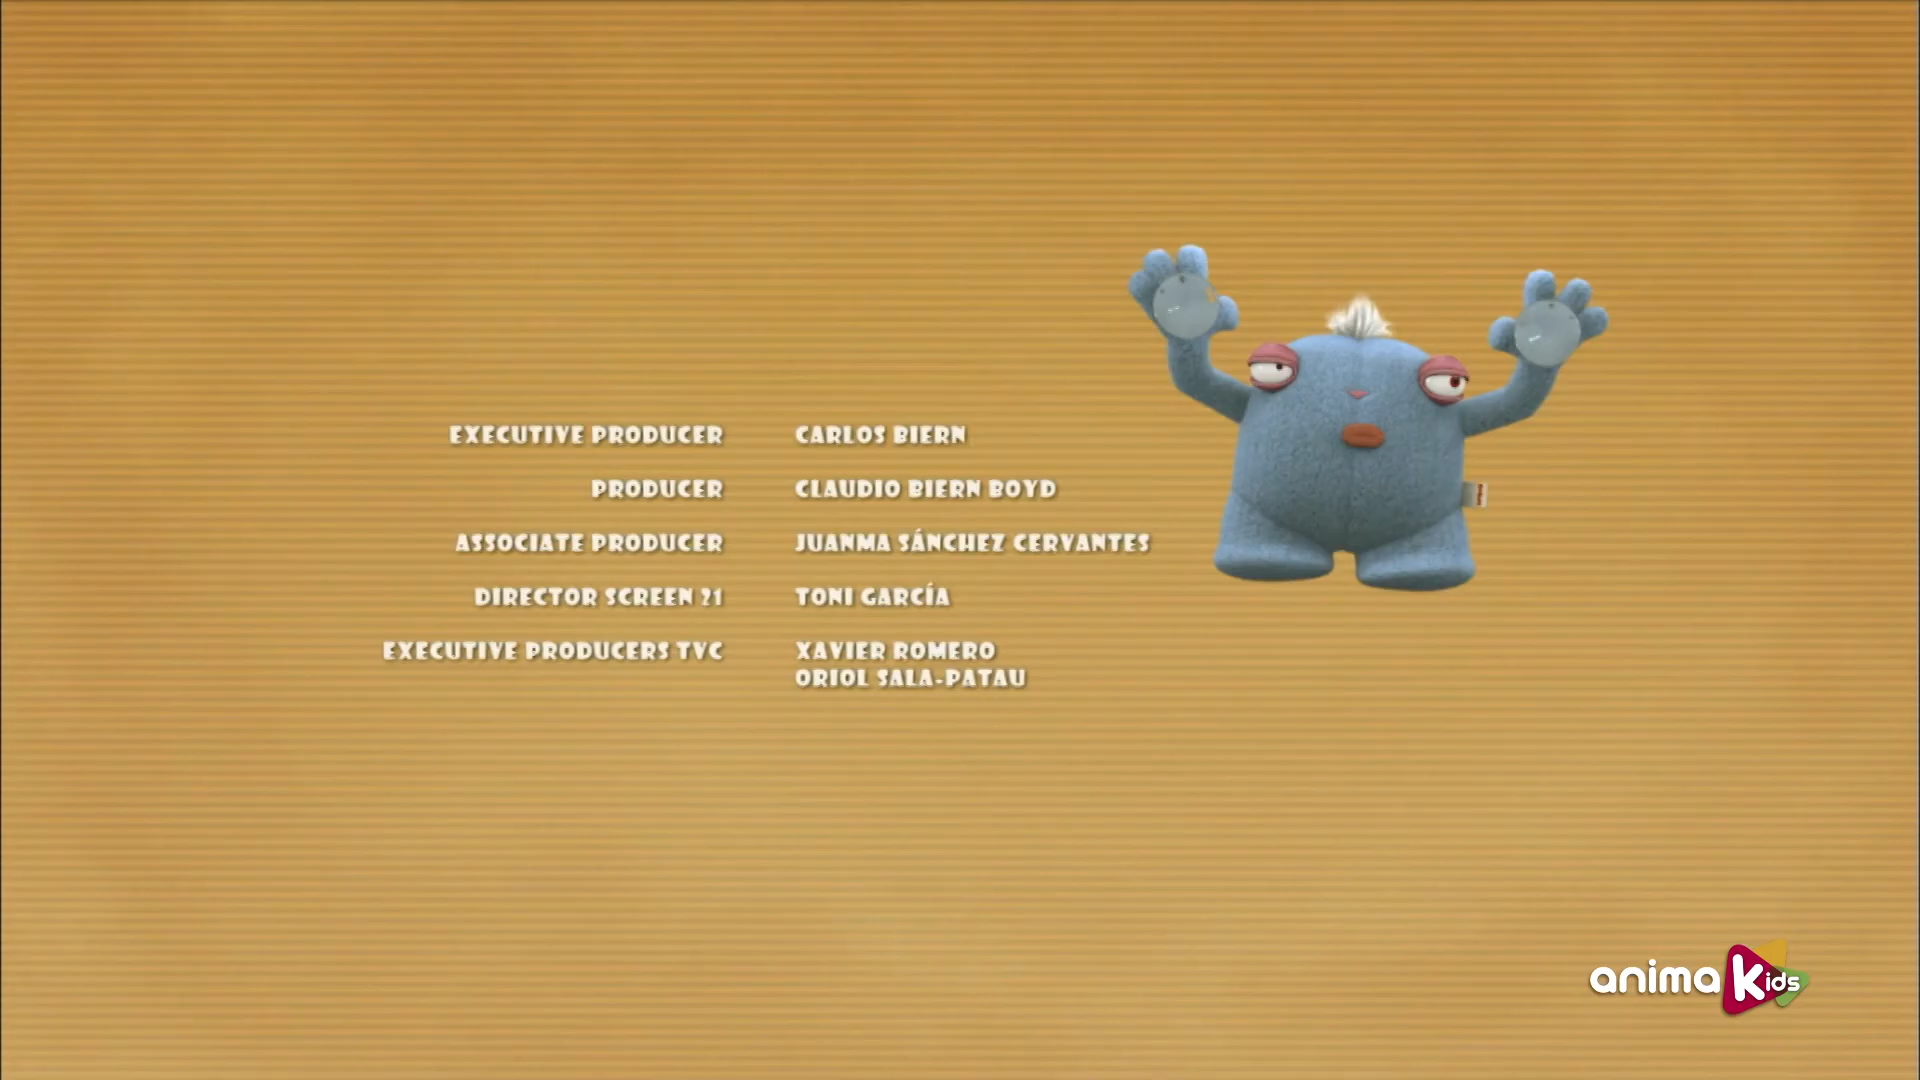 EXECUTIVE PRODUCER CARLOS BIERN
PRODUCER CLAUDIO BIERN BOYD
ASSOCIATE PRODUCER JUANMA SÁNCHEZ CERVANTES
DIRECTOR SCREEN 21 TONI GARCÍA
EXECUTIVE PRODUCERS TVC XAVIER ROMERO
ORIOL SALA-PATAU
anima Kids